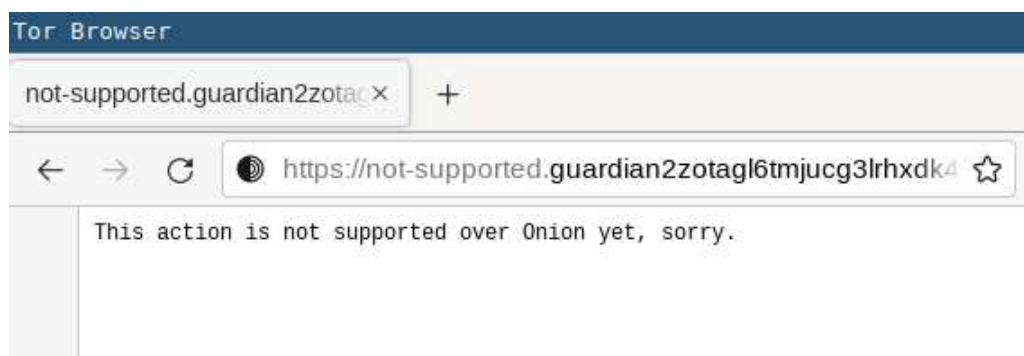 Tor Browser
not-supported.guardian2zotag
https://not-supported.guardian2zotagl6tmjucg3lrhxdk4
This action is not supported over Onion yet, sorry.